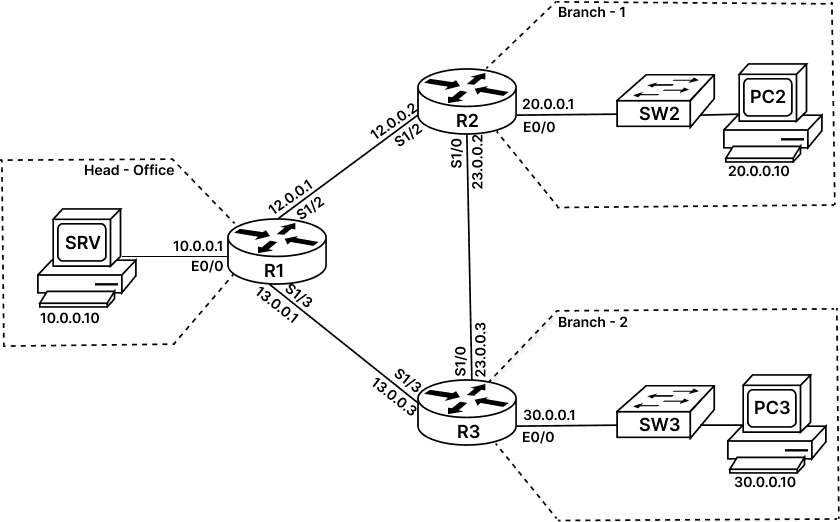 Branch - 1
PC2
SW2
20.0.0.10
20.0.0.1
E0/0
R2
12.0.0.2
S1/2
S1/0
23.0.0.2
Head - Office
12.0.0.1
S1/2
SRV
10.0.0.1
E0/0
R1
10.0.0.10
S1/3
13.0.0.1
Branch - 2
S1/0
23.0.0.3
S1/3
13.0.0.3
R3
30.0.0.1
E0/0
SW3
PC3
30.0.0.10